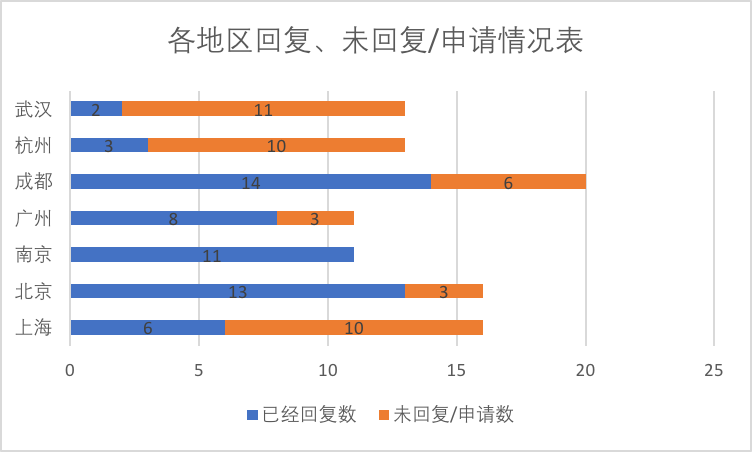 各地区回复、未回复/申请情况表
武汉 2 11
杭州 3 10
成都 14 6
广州 8 3
南京 11
北京 13 3
上海 6 10
0 5 10 15 20 25
已经回复数 未回复/申请数